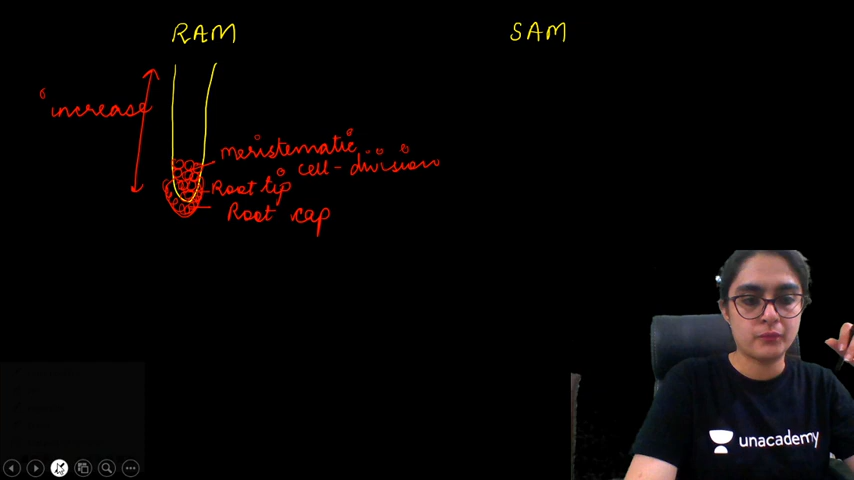 RAM
SAM
increase
meristematic
cell-division
Root tip
Root cap
unacademy